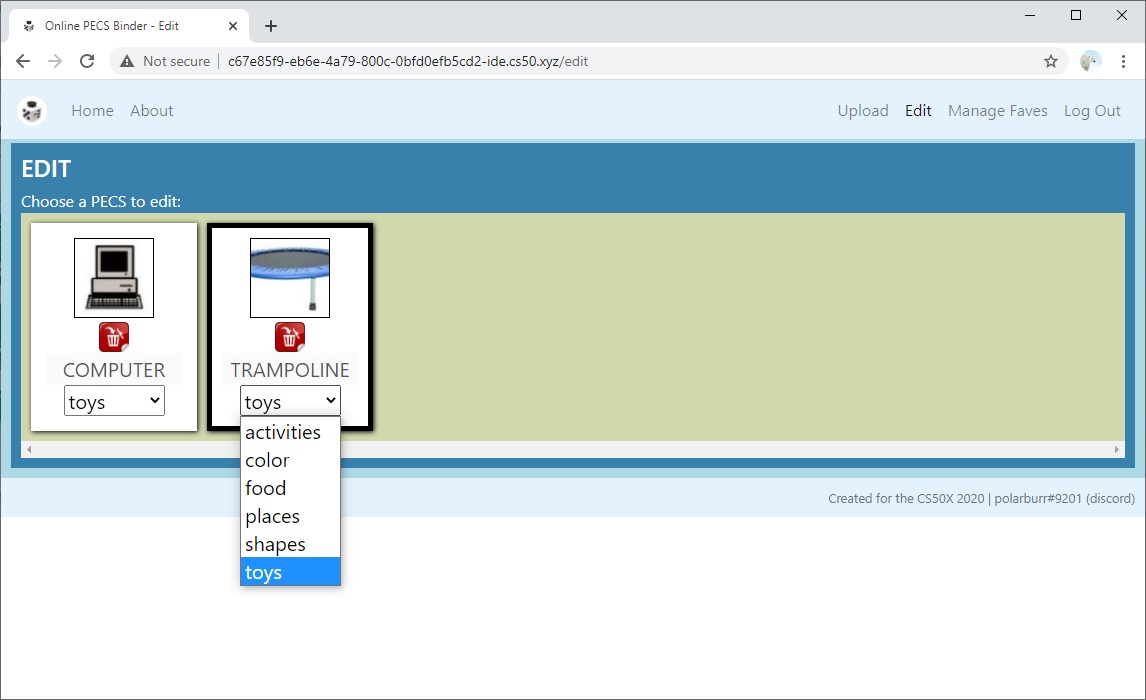 Online PECS Binder - Edit
Not secure | c67e85f9-eb6e-4a79-800c-0bfd0efb5cd2-ide.cs50.xyz/edit
Home About Upload Edit Manage Faves Log Out
EDIT
Choose a PECS to edit:
COMPUTER TRAMPOLINE
toys toys
activities
color
food
places
shapes
toys
Created for the CS50X 2020 | polarburr#9201 (discord)